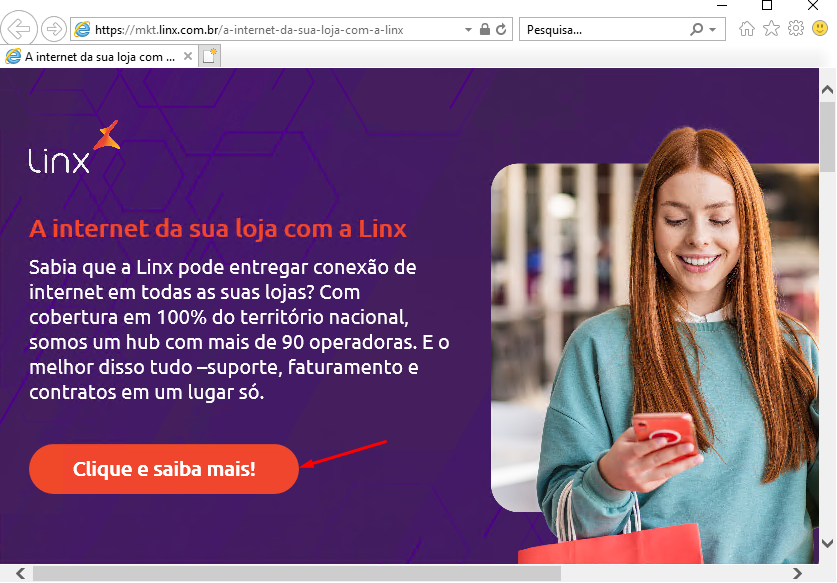 https://mkt.linx.com.br/a-internet-da-sua-loja-com-a-linx
Pesquisa...
A internet da sua loja com ...
Linx
A internet da sua loja com a Linx
Sabia que a Linx pode entregar conexão de
internet em todas as suas lojas? Com
cobertura em 100% do território nacional,
somos um hub com mais de 90 operadoras. E o
melhor disso tudo –suporte, faturamento e
contratos em um lugar só.
Clique e saiba mais!